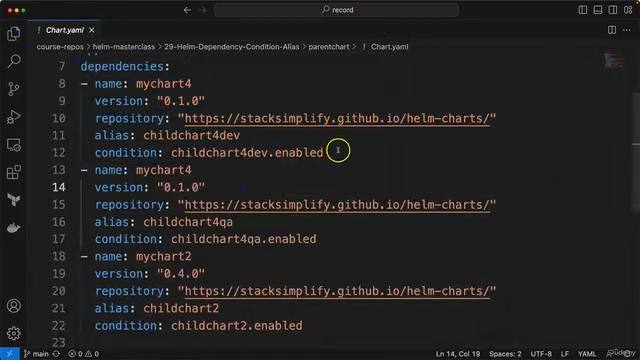 record
Chart.yaml
course-repos > helm-masterclass > 29-Helm-Dependency-Condition-Alias > parentchart > Chart.yaml
7 dependencies:
8 - name: mychart4
9 version: "0.1.0"
10 repository: "https://stacksimplify.github.io/helm-charts/"
11 alias: childchart4dev
12 condition: childchart4dev.enabled
13 - name: mychart4
14 version: "0.1.0"
15 repository: "https://stacksimplify.github.io/helm-charts/"
16 alias: childchart4qa
17 condition: childchart4qa.enabled
18 - name: mychart2
19 version: "0.4.0"
20 repository: "https://stacksimplify.github.io/helm-charts/"
21 alias: childchart2
22 condition: childchart2.enabled
23
main 0 0 Ln 14, Col 19 Spaces: 2 UTF-8 LF YAML